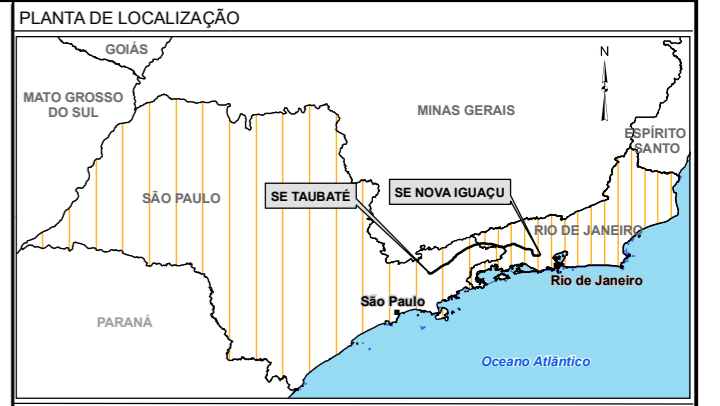 PLANTA DE LOCALIZAÇÃO
GOIÁS
N
MATO GROSSO
DO SUL
MINAS GERAIS
ESPÍRITO
SANTO
SÃO PAULO
SE TAUBATÉ
SE NOVA IGUAÇU
RIO DE JANEIRO
Rio de Janeiro
São Paulo
PARANÁ
Oceano Atlântico